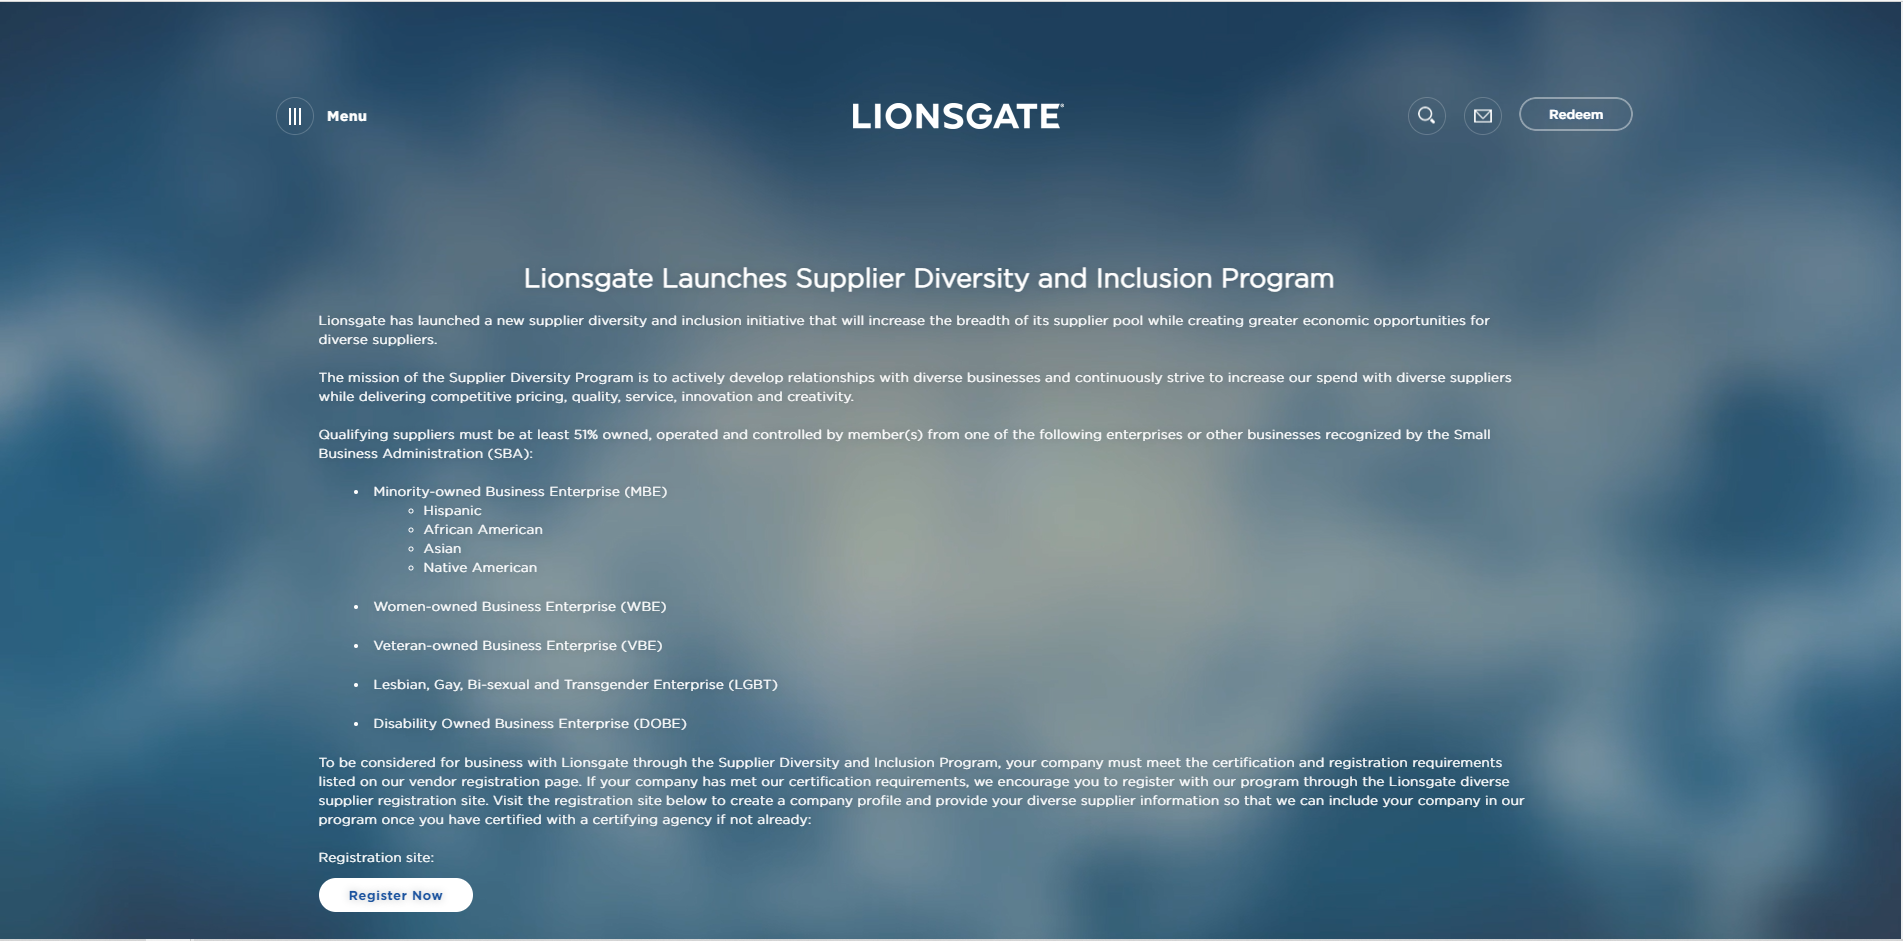 Menu
LIONSGATE
Redeem
Lionsgate Launches Supplier Diversity and Inclusion Program
Lionsgate has launched a new supplier diversity and inclusion initiative that will increase the breadth of its supplier pool while creating greater economic opportunities for
diverse suppliers.
The mission of the Supplier Diversity Program is to actively develop relationships with diverse businesses and continuously strive to increase our spend with diverse suppliers
while delivering competitive pricing, quality, service, innovation and creativity.
Qualifying suppliers must be at least 51% owned, operated and controlled by member(s) from one of the following enterprises or other businesses recognized by the Small
Business Administration (SBA):
Minority-owned Business Enterprise (MBE)
Hispanic
African American
Asian
Native American
Women-owned Business Enterprise (WBE)
Veteran-owned Business Enterprise (VBE)
Lesbian, Gay, Bi-sexual and Transgender Enterprise (LGBT)
Disability Owned Business Enterprise (DOBE)
To be considered for business with Lionsgate through the Supplier Diversity and Inclusion Program, your company must meet the certification and registration requirements
listed on our vendor registration page. If your company has met our certification requirements, we encourage you to register with our program through the Lionsgate diverse
supplier registration site. Visit the registration site below to create a company profile and provide your diverse supplier information so that we can include your company in our
program once you have certified with a certifying agency if not already:
Registration site:
Register Now